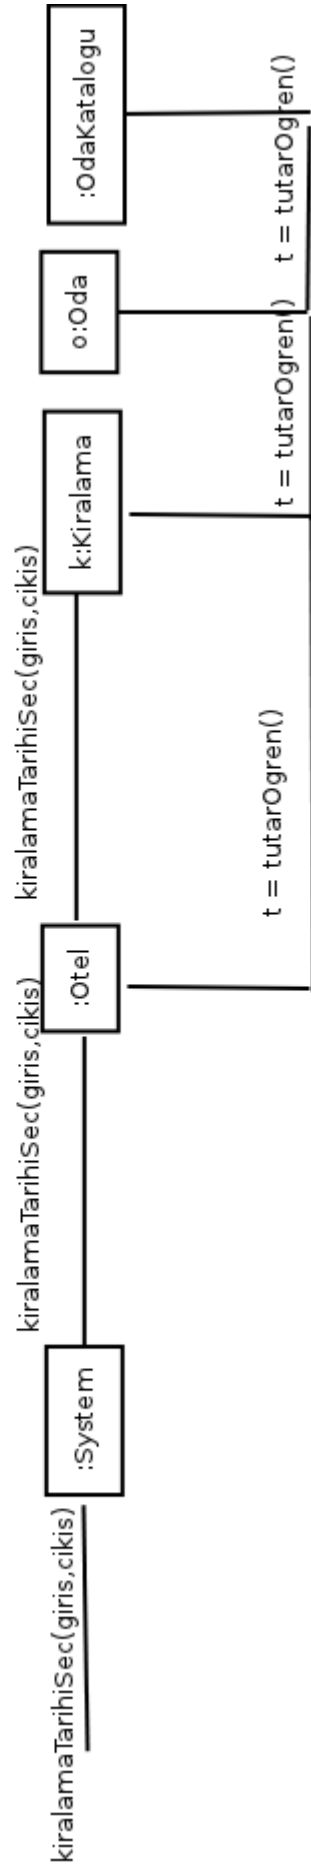 kiralamaTarihiSec(giris,cikis)
:System
kiralamaTarihiSec(giris,cikis)
:Otel
kiralamaTarihiSec(giris,cikis)
k:Kiralama
o:Oda
:OdaKatalogu
t = tutarOgren()
t = tutarOgren()
t = tutarOgren()